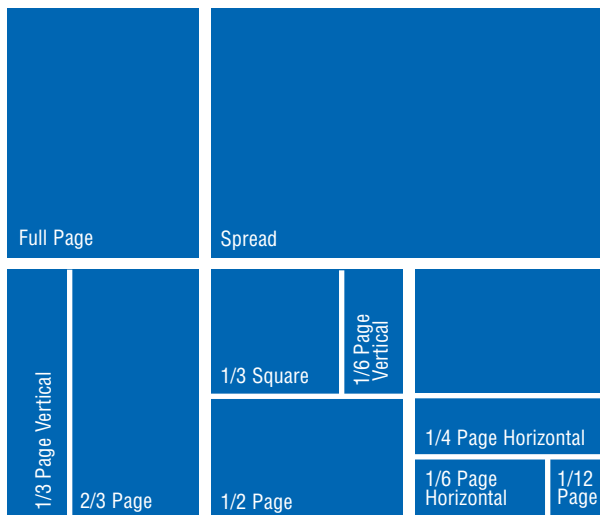 Full Page
Spread
1/3 Page Vertical
2/3 Page
1/3 Square
1/6 Page
Vertical
1/2 Page
1/4 Page Horizontal
1/6 Page
Horizontal
1/12
Page